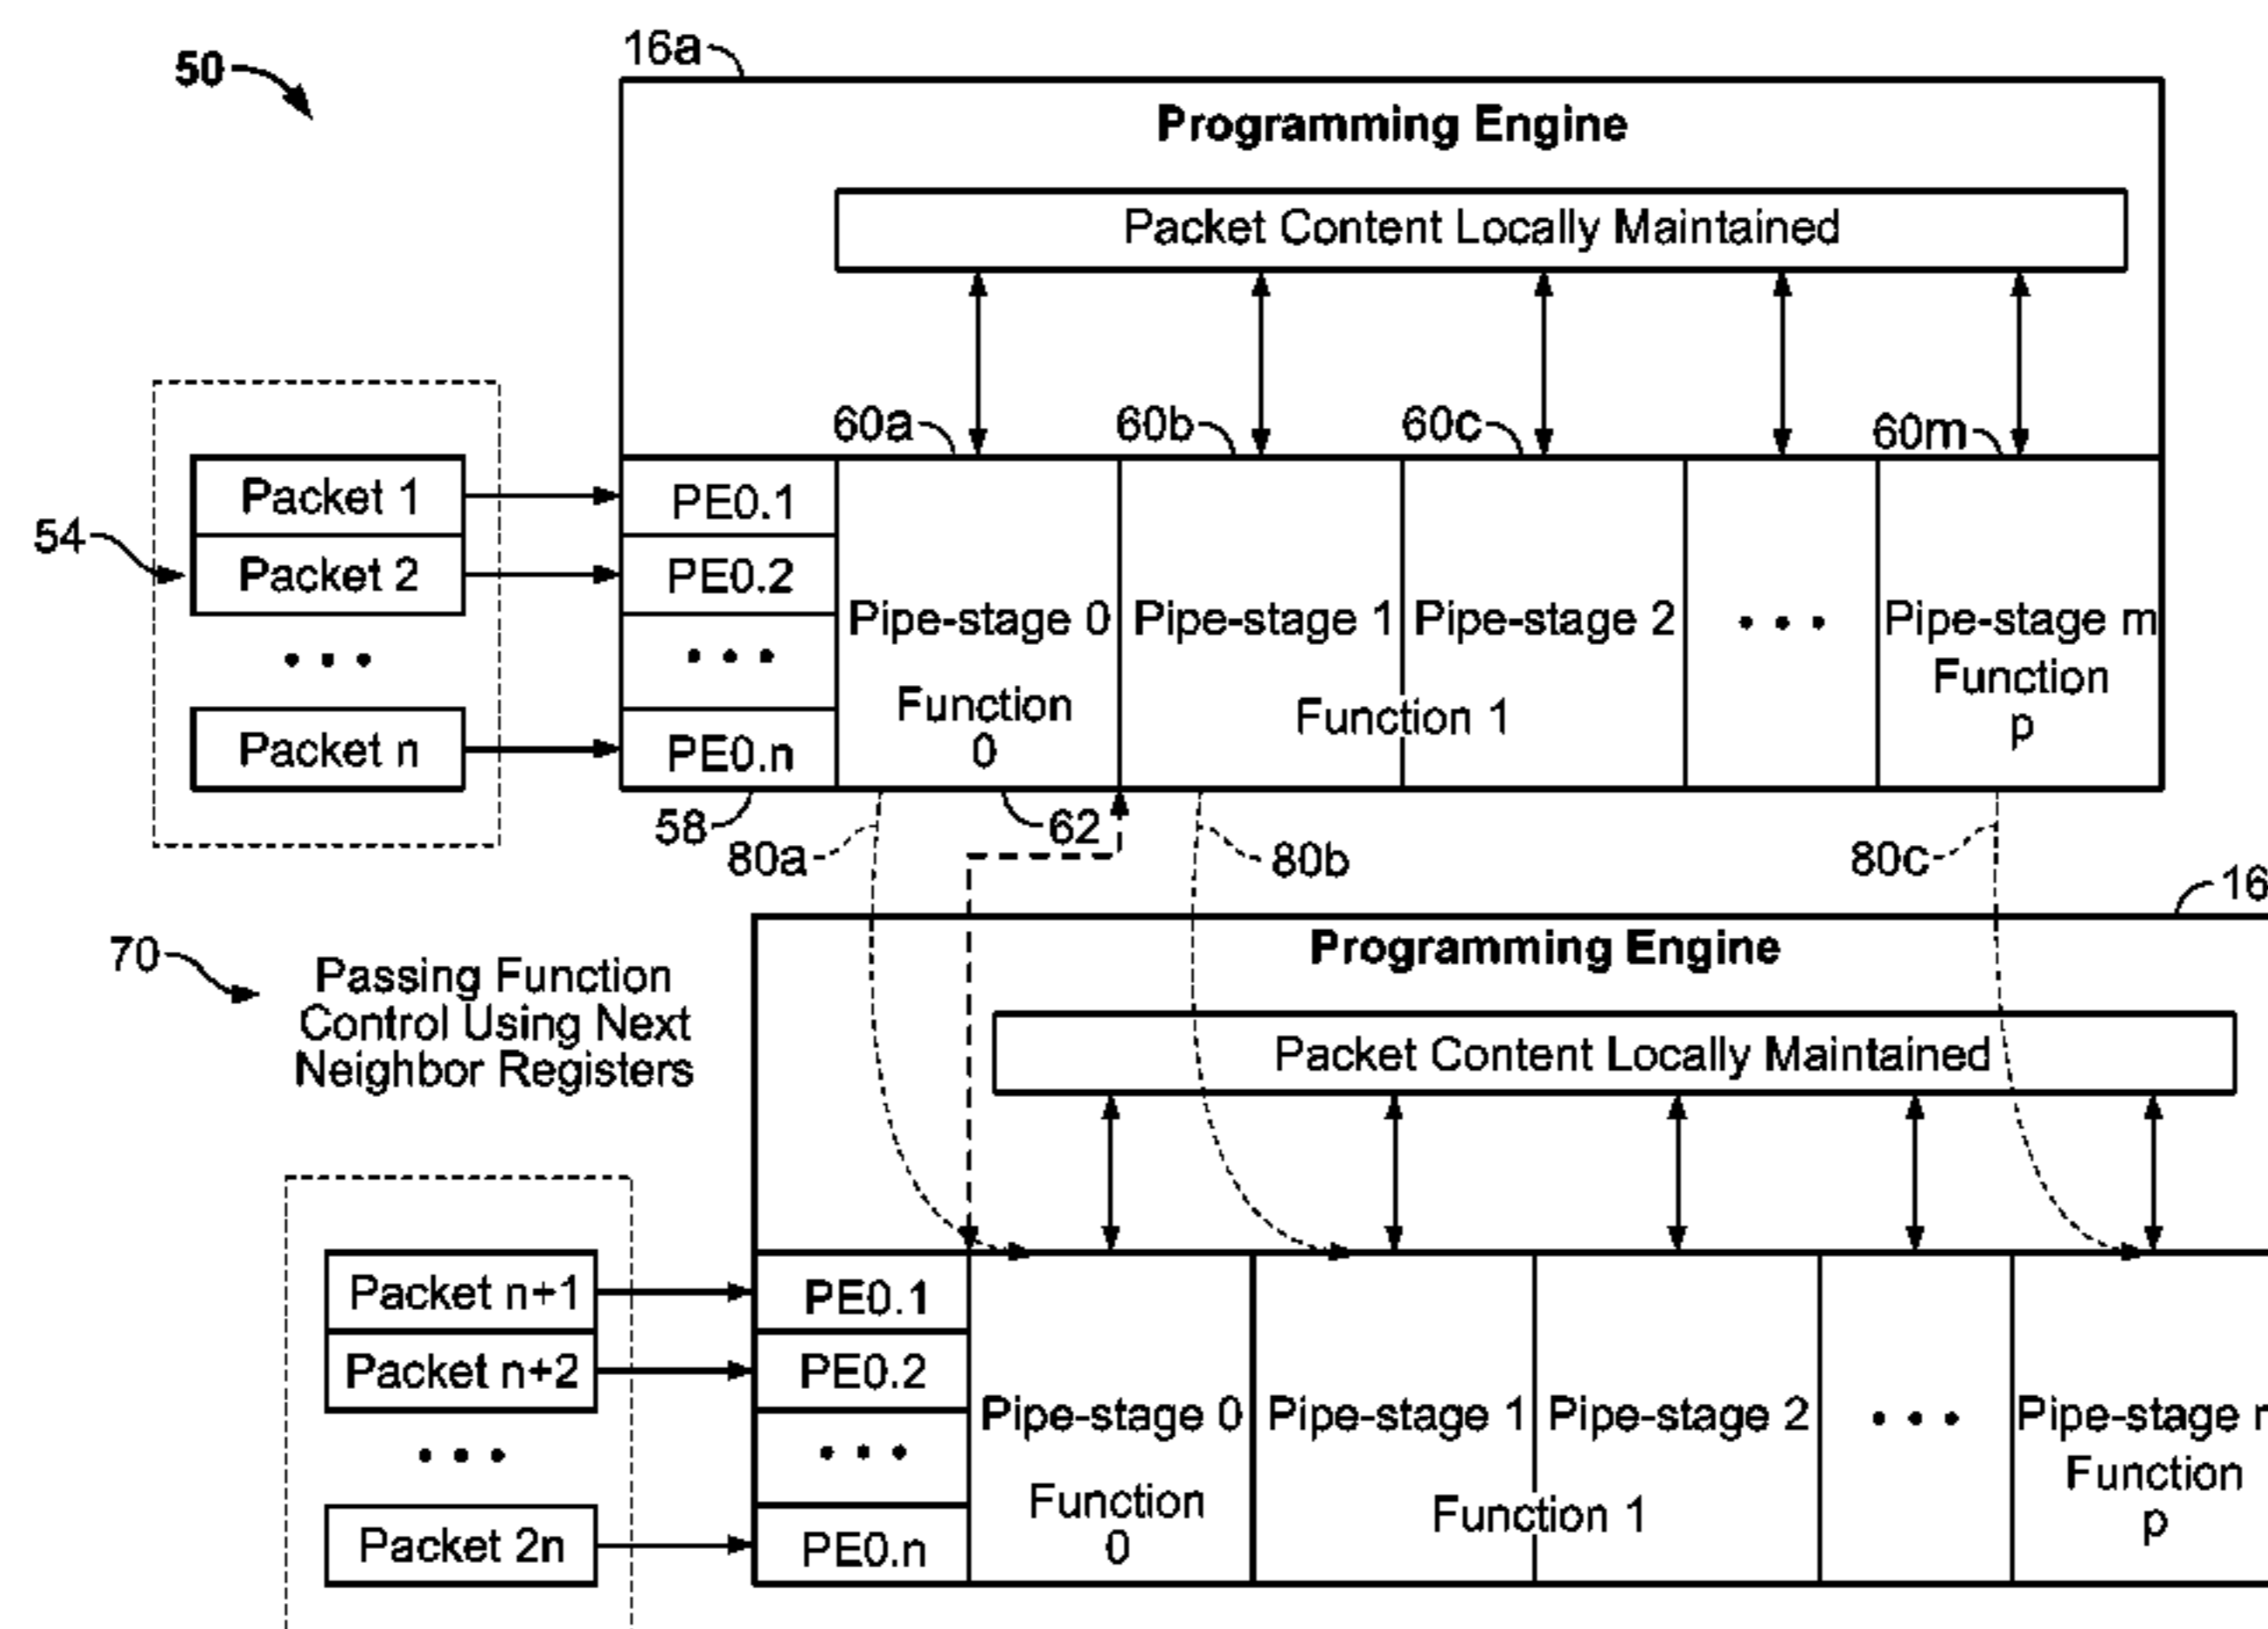 50
16a
Programming Engine
Packet Content Locally Maintained
60a
60b
60c
60m
54
Packet 1
Packet 2
• • •
Packet n
PE0.1
PE0.2
• • •
PE0.n
Pipe-stage 0
Function
0
Pipe-stage 1
Pipe-stage 2
Function 1
• • •
Pipe-stage m
Function
p
58
62
80a
80b
80c
16
70
Passing Function
Control Using Next
Neighbor Registers
Programming Engine
Packet Content Locally Maintained
Packet n+1
Packet n+2
• • •
Packet 2n
PE0.1
PE0.2
• • •
PE0.n
Pipe-stage 0
Function
0
Pipe-stage 1
Pipe-stage 2
Function 1
• • •
Pipe-stage
Function
p